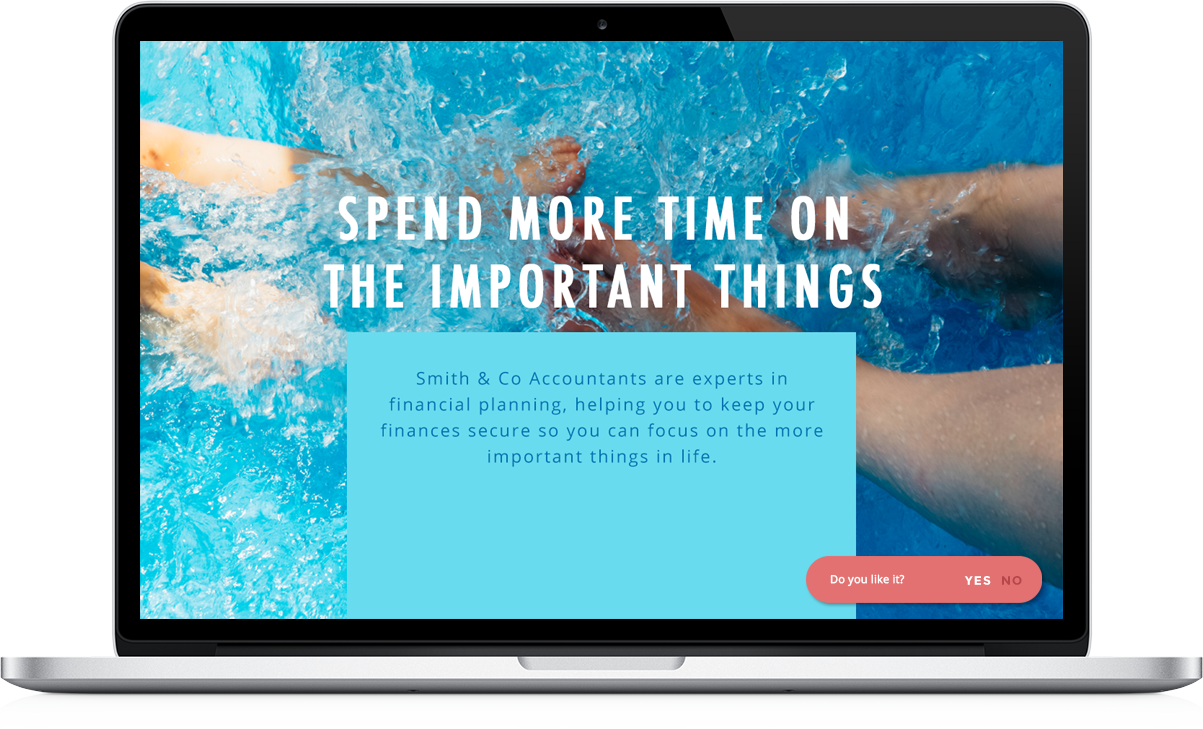 SPEND MORE TIME ON
THE IMPORTANT THINGS
Smith & Co Accountants are experts in
financial planning, helping you to keep your
finances secure so you can focus on the more
important things in life.
Do you like it? YES NO